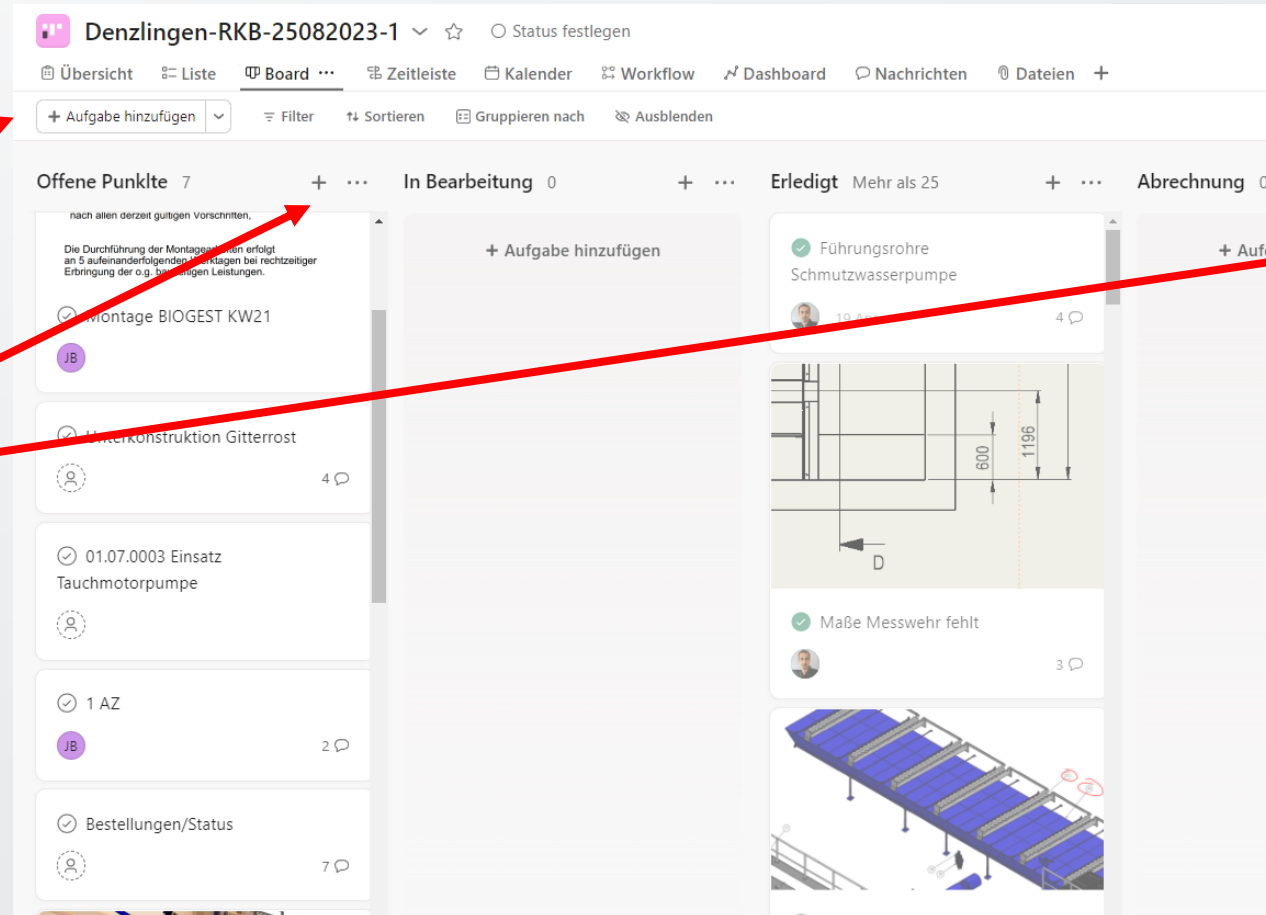 Denzlingen-RKB-25082023-1 Status festlegen
Übersicht Liste Board Zeitleiste Kalender Workflow Dashboard Nachrichten Dateien
Aufgabe hinzufügen Filter Sortieren Gruppieren nach Ausblenden
Offene Punklte 7
nach allen derzeit gültigen Vorschriften,
Die Durchführung der Montagearbeiten erfolgt
an 5 aufeinanderfolgenden Werktagen bei rechtzeitiger
Erbringung der o.g. bauseitigen Leistungen.
Montage BIOGEST KW21
JB
Unterkonstruktion Gitterrost
4
01.07.0003 Einsatz
Tauchmotorpumpe
1 AZ
JB
2
Bestellungen/Status
7
In Bearbeitung 0
+ Aufgabe hinzufügen
Erledigt Mehr als 25
Führungsrohre
Schmutzwasserpumpe
19
4
600
1196
D
Maße Messwehr fehlt
3
Abrechnung 0
+ Auf